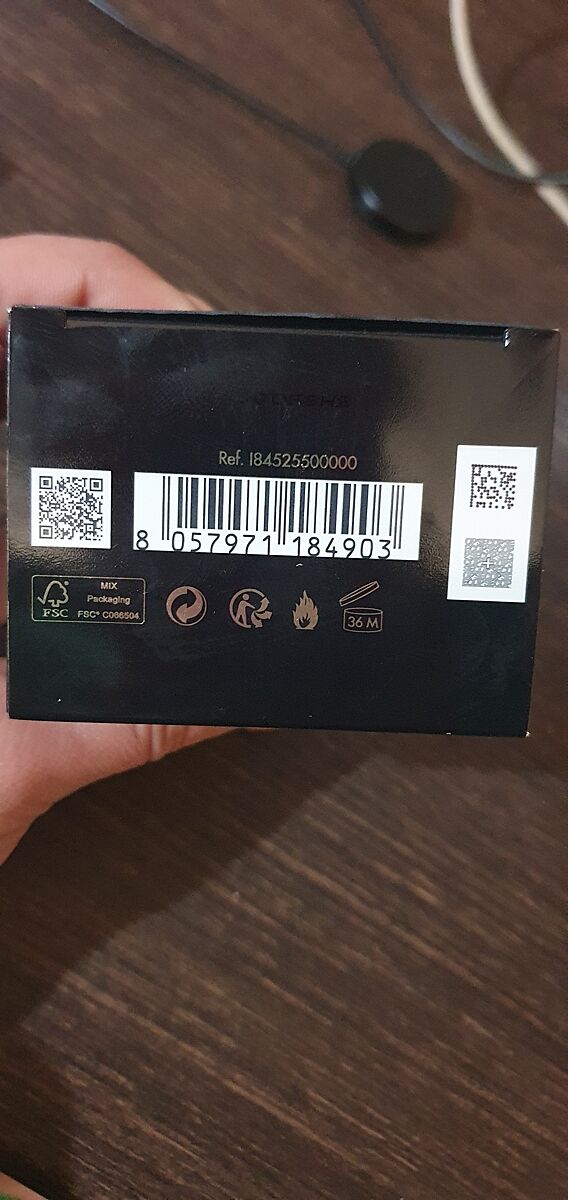 Ref. I84525500000
8 057971 184903
MIX
Packaging
FSC
FSC® C066504
36 M